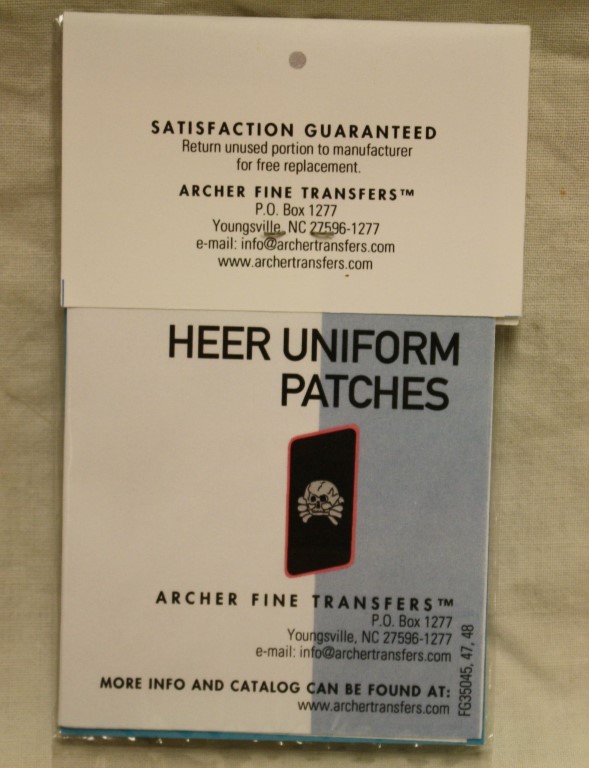 SATISFACTION GUARANTEED
Return unused portion to manufacturer
for free replacement.
ARCHER FINE TRANSFERS™
P.O. Box 1277
Youngsville, NC 27596-1277
e-mail: info@archertransfers.com
www.archertransfers.com
HEER UNIFORM
PATCHES
ARCHER FINE TRANSFERS™
P.O. Box 1277
Youngsville, NC 27596-1277
e-mail: info@archertransfers.com
MORE INFO AND CATALOG CAN BE FOUND AT:
www.archertransfers.com
FG35045, 47, 48